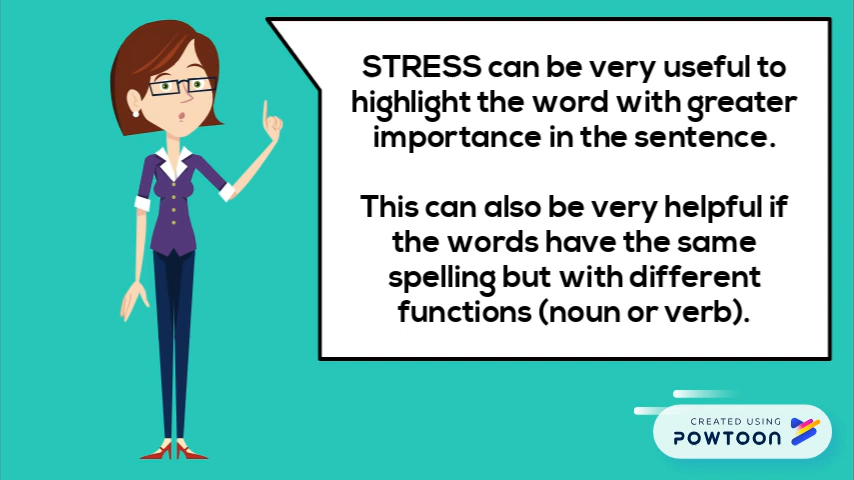 STRESS can be very useful to
highlight the word with greater
importance in the sentence.
This can also be very helpful if
the words have the same
spelling but with different
functions (noun or verb).
CREATED USING
POWTOON